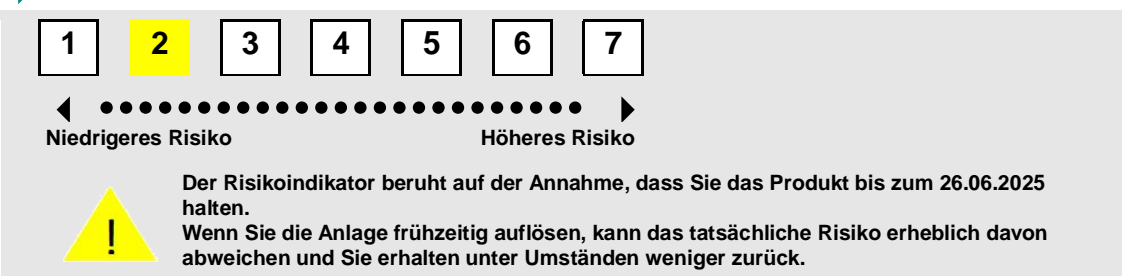 1 2 3 4 5 6 7
Niedrigeres Risiko Höheres Risiko
Der Risikoindikator beruht auf der Annahme, dass Sie das Produkt bis zum 26.06.2025
halten.
! Wenn Sie die Anlage frühzeitig auflösen, kann das tatsächliche Risiko erheblich davon
abweichen und Sie erhalten unter Umständen weniger zurück.